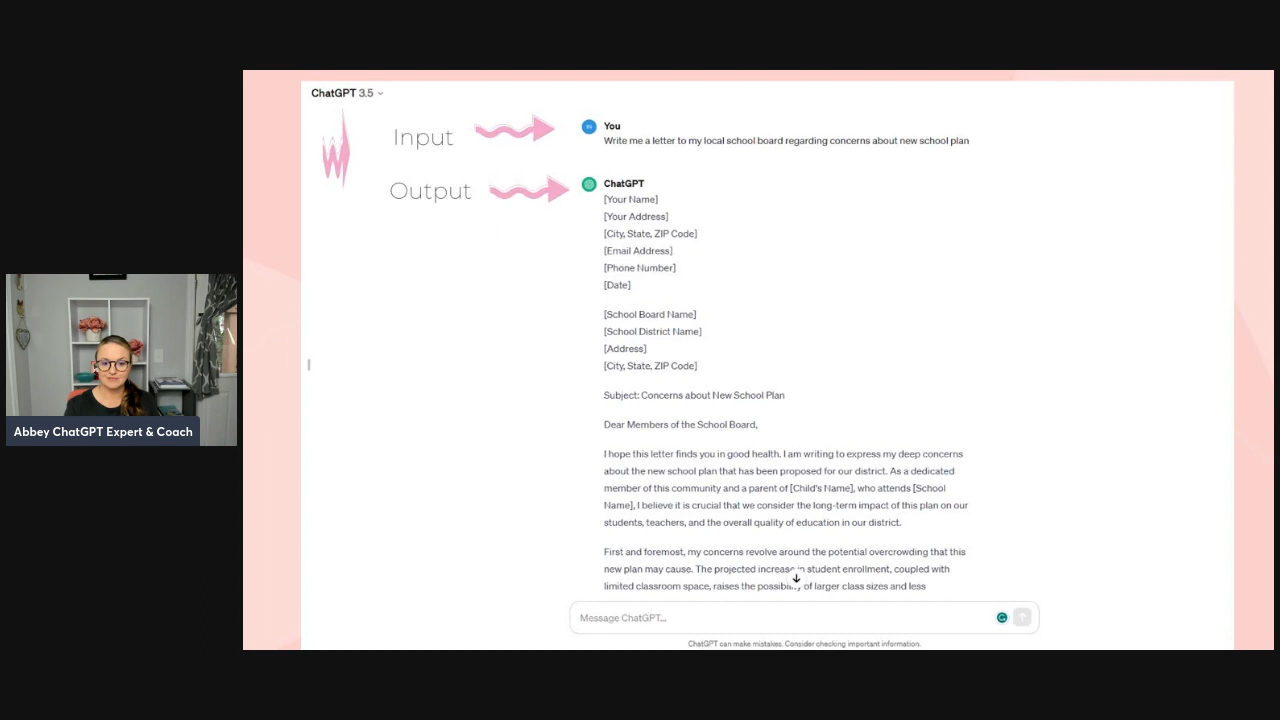 ChatGPT 3.5
Input
You
Write me a letter to my local school board regarding concerns about new school plan
Output
ChatGPT
[Your Name]
[Your Address]
[City, State, ZIP Code]
[Email Address]
[Phone Number]
[Date]
[School Board Name]
[School District Name]
[Address]
[City, State, ZIP Code]
Subject: Concerns about New School Plan
Dear Members of the School Board,
I hope this letter finds you in good health. I am writing to express my deep concerns
about the new school plan that has been proposed for our district. As a dedicated
member of this community and a parent of [Child's Name], who attends [School
Name], I believe it is crucial that we consider the long-term impact of this plan on our
students, teachers, and the overall quality of education in our district.
First and foremost, my concerns revolve around the potential overcrowding that this
new plan may cause. The projected increase in student enrollment, coupled with
limited classroom space, raises the possibility of larger class sizes and less
Message ChatGPT...
ChatGPT can make mistakes. Consider checking important information.
Abbey ChatGPT Expert & Coach